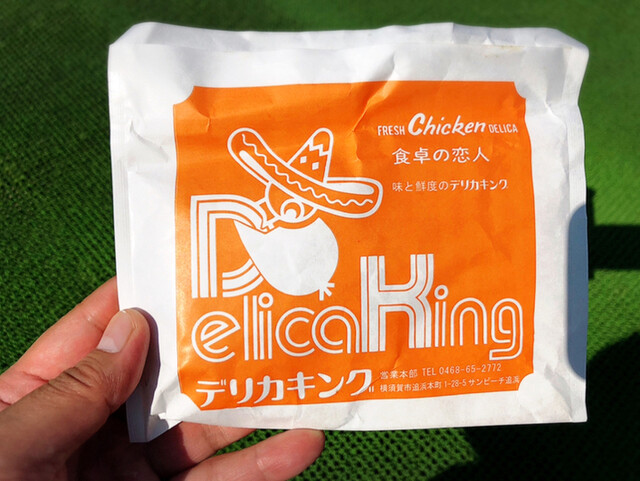 FRESH Chicken DELICA
食卓の恋人
味と鮮度のデリカキング
Delica King
デリカキング
営業本部 TEL 0468-65-2772
横須賀市追浜本町1-28-5サンビーチ追浜